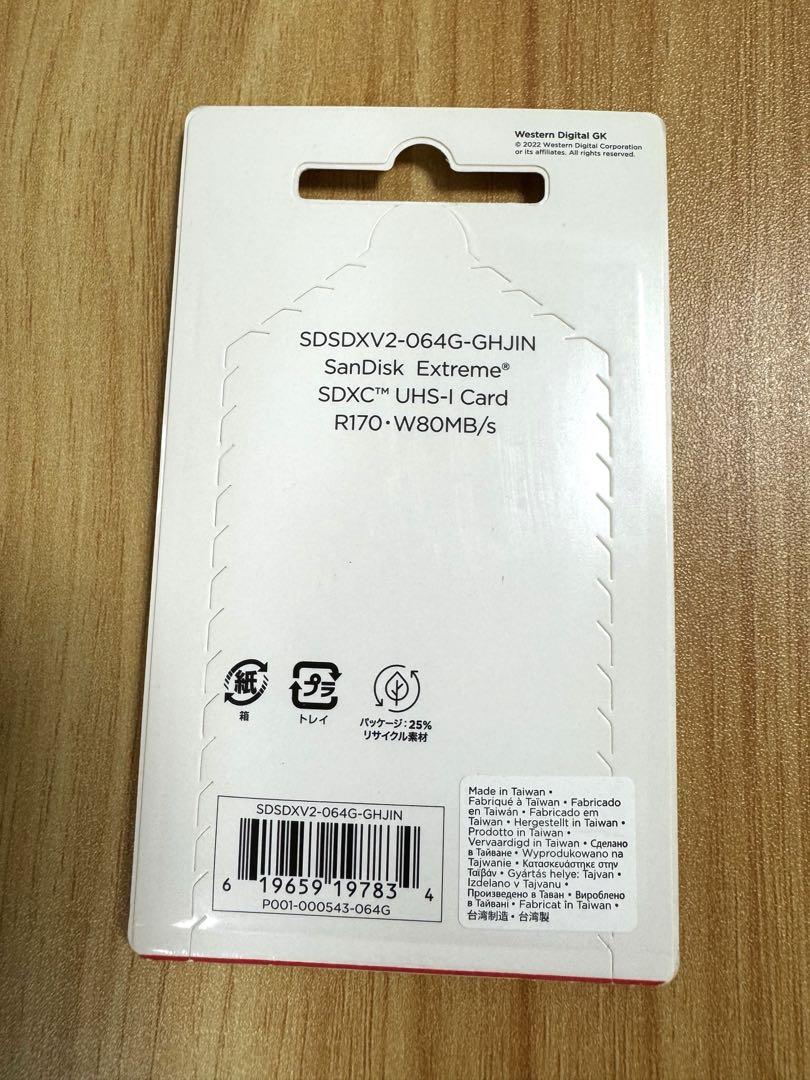 Western Digital GK
© 2022 Western Digital Corporation
or its affiliates. All rights reserved.
SDSDXV2-064G-GHJIN
SanDisk Extreme®
SDXC™ UHS-I Card
R170・W80MB/s
紙
箱
プラ
トレイ
パッケージ：25%
リサイクル素材
SDSDXV2-064G-GHJIN
6 19659 19783 4
P001-000543-064G
Made in Taiwan •
Fabriqué à Taïwan • Fabricado
en Taiwán • Fabricado em
Taiwan • Hergestellt in Taiwan •
Prodotto in Taiwan •
Vervaardigd in Taiwan • Сделано
в Тайване • Wyprodukowano na
Tajwanie • Κατασκευάστηκε στην
Ταϊβάν • Gyártás helye: Tajvan •
Izdelano v Tajvanu •
Произведено в Таван • Вироблено
в Тайвані • Fabricat în Taiwan •
台湾制造 • 台湾製